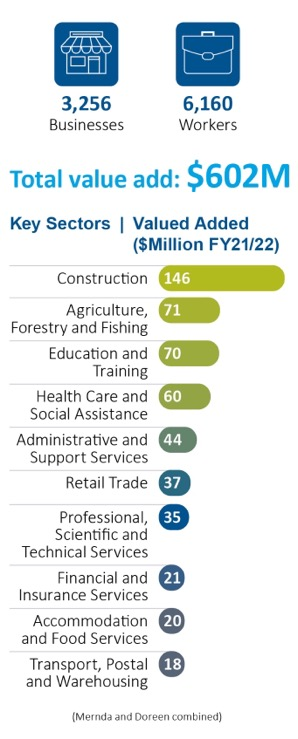 3,256
Businesses
6,160
Workers
Total value add: $602M
Key Sectors | Valued Added
($Million FY21/22)
Construction 146
Agriculture,
Forestry and Fishing 71
Education and
Training 70
Health Care and
Social Assistance 60
Administrative and
Support Services 44
Retail Trade 37
Professional,
Scientific and
Technical Services 35
Financial and
Insurance Services 21
Accommodation
and Food Services 20
Transport, Postal
and Warehousing 18
(Mernda and Doreen combined)